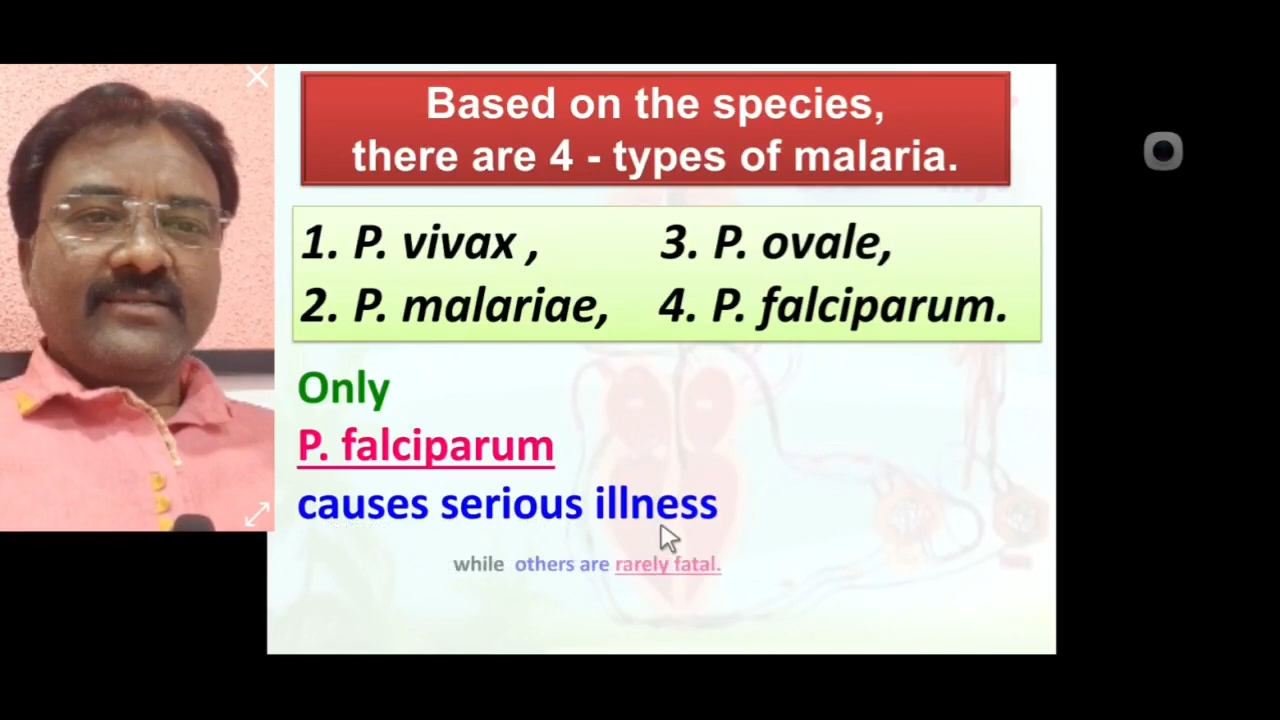 Based on the species,
there are 4 - types of malaria.
1. P. vivax , 3. P. ovale,
2. P. malariae, 4. P. falciparum.
Only
P. falciparum
causes serious illness
while others are rarely fatal.